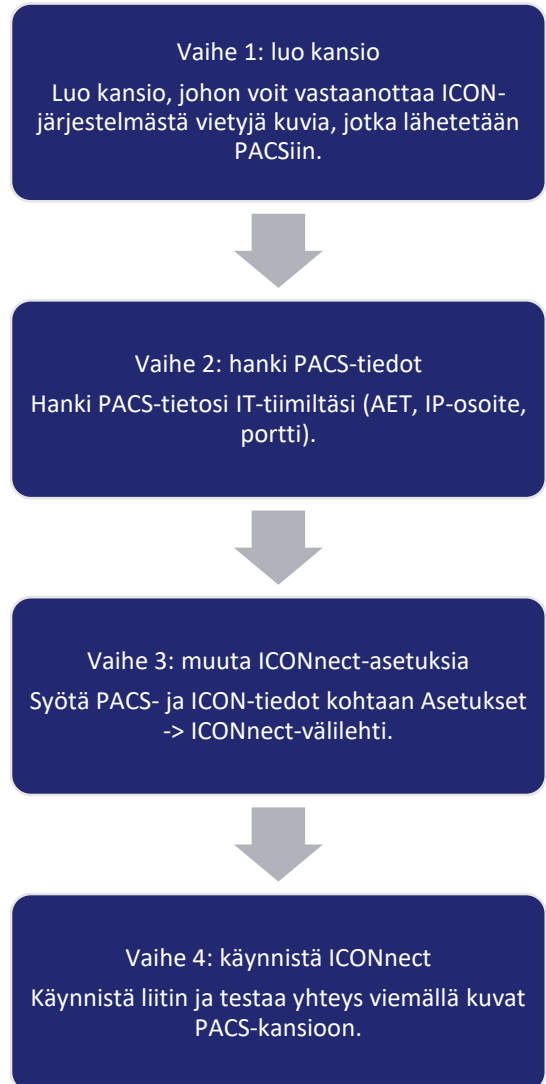 Vaihe 1: luo kansio
Luo kansio, johon voit vastaanottaa ICON-
järjestelmästä vietyjä kuvia, jotka lähetetään
PACSiin.
Vaihe 2: hanki PACS-tiedot
Hanki PACS-tietosi IT-tiimiltäsi (AET, IP-osoite,
portti).
Vaihe 3: muuta ICONnect-asetuksia
Syötä PACS- ja ICON-tiedot kohtaan Asetukset
-> ICONnect-välilehti.
Vaihe 4: käynnistä ICONnect
Käynnistä liitin ja testaa yhteys viemällä kuvat
PACS-kansioon.